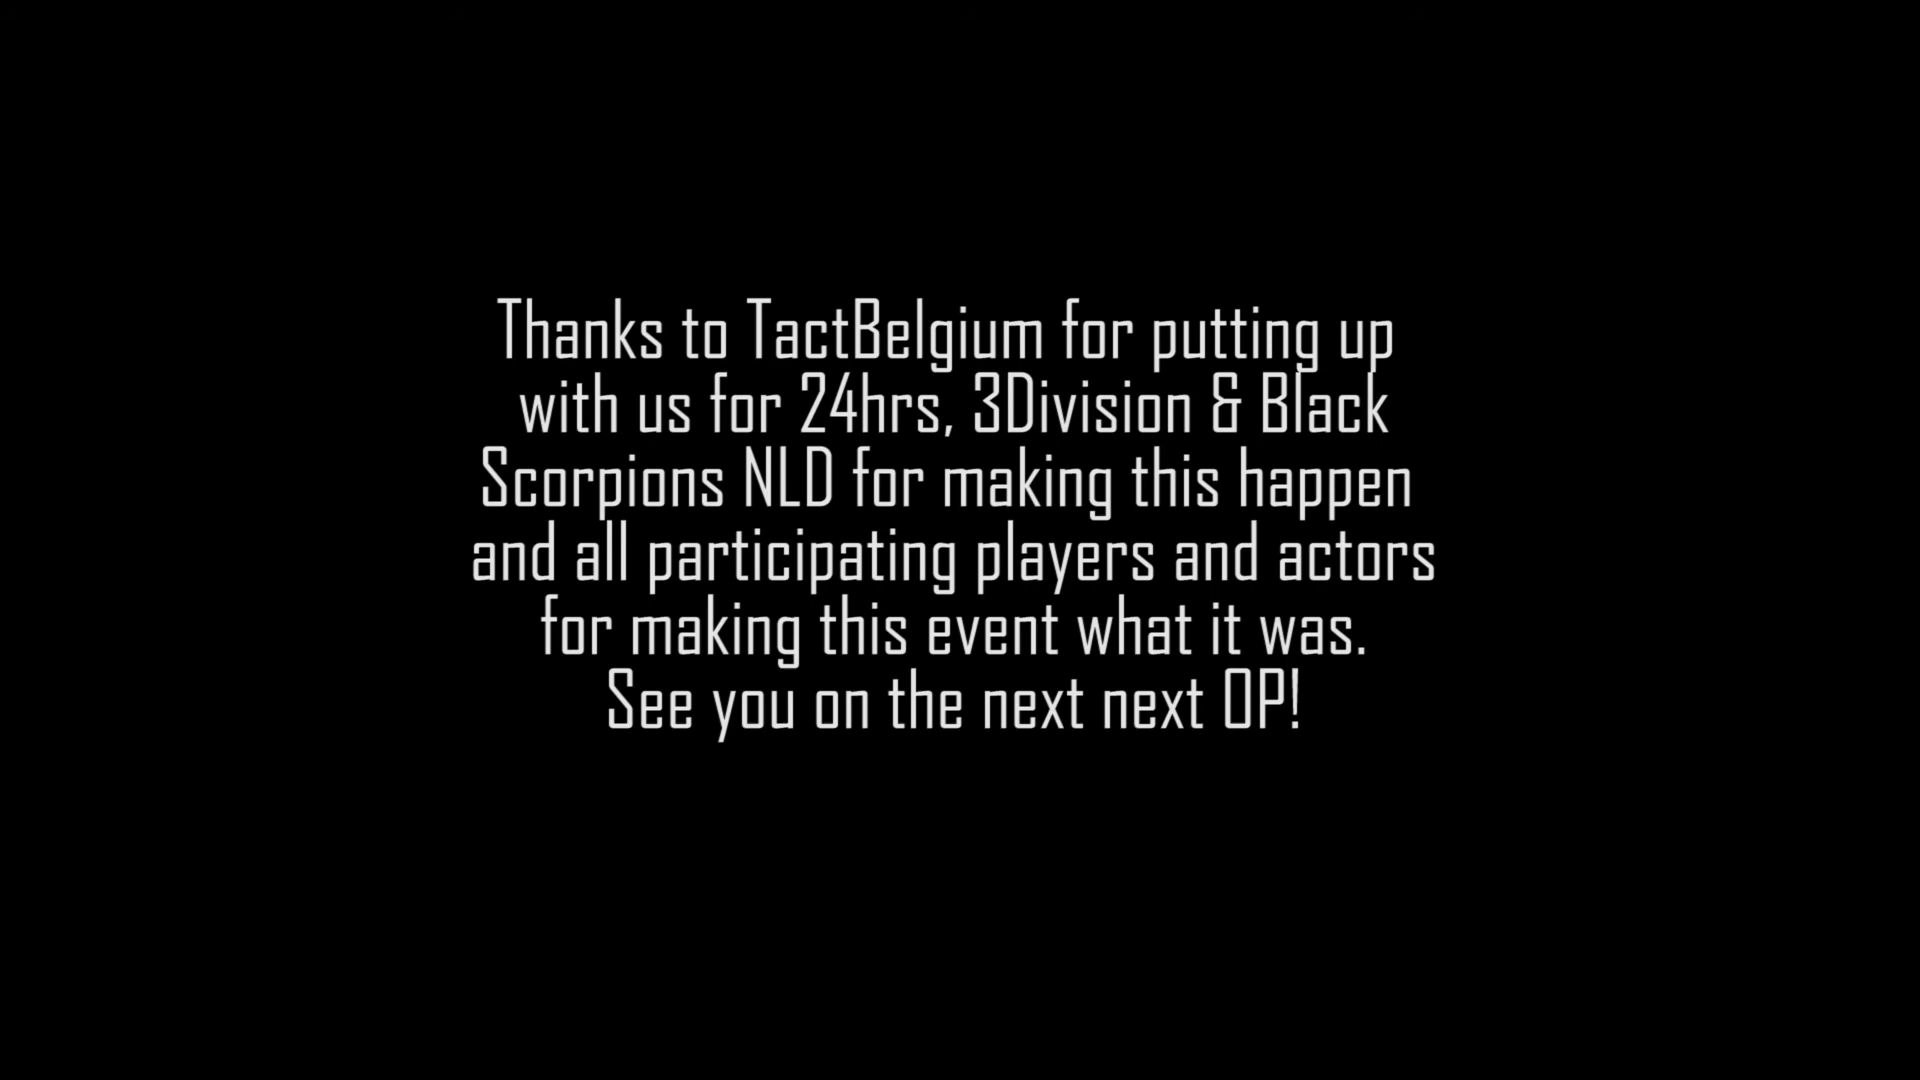 Thanks to TactBelgium for putting up
with us for 24hrs, 3Division & Black
Scorpions NLD for making this happen
and all participating players and actors
for making this event what it was.
See you on the next next OP!